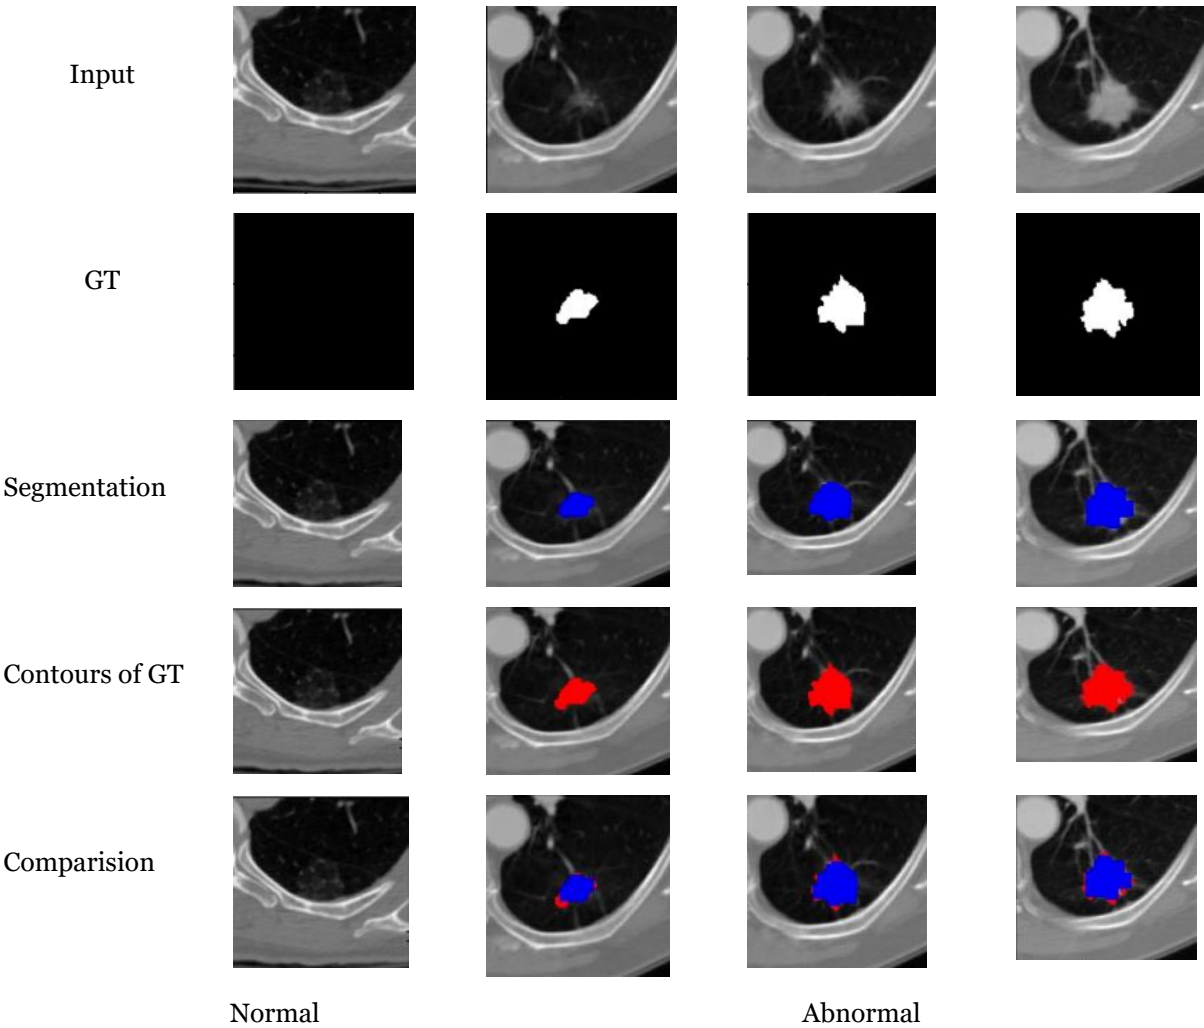 Input
GT
Segmentation
Contours of GT
Comparision
Normal
Abnormal